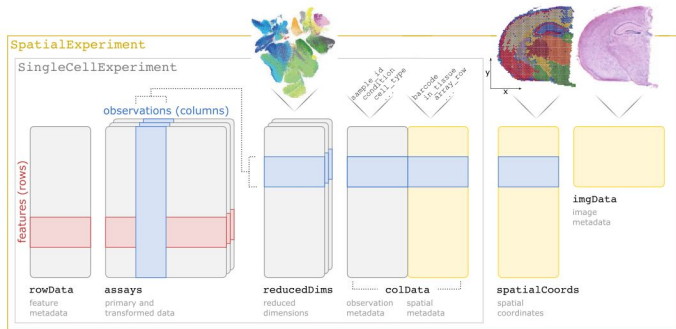 SpatialExperiment
SingleCellExperiment
observations (columns)
features (rows)
sample_id
condition
cell_type
...
barcode
in_tissue
array_row
...
y
x
rowData
feature
metadata
assays
primary and
transformed data
reducedDims
reduced
dimensions
colData
observation
metadata
spatial
metadata
spatialCoords
spatial
coordinates
imgData
image
metadata